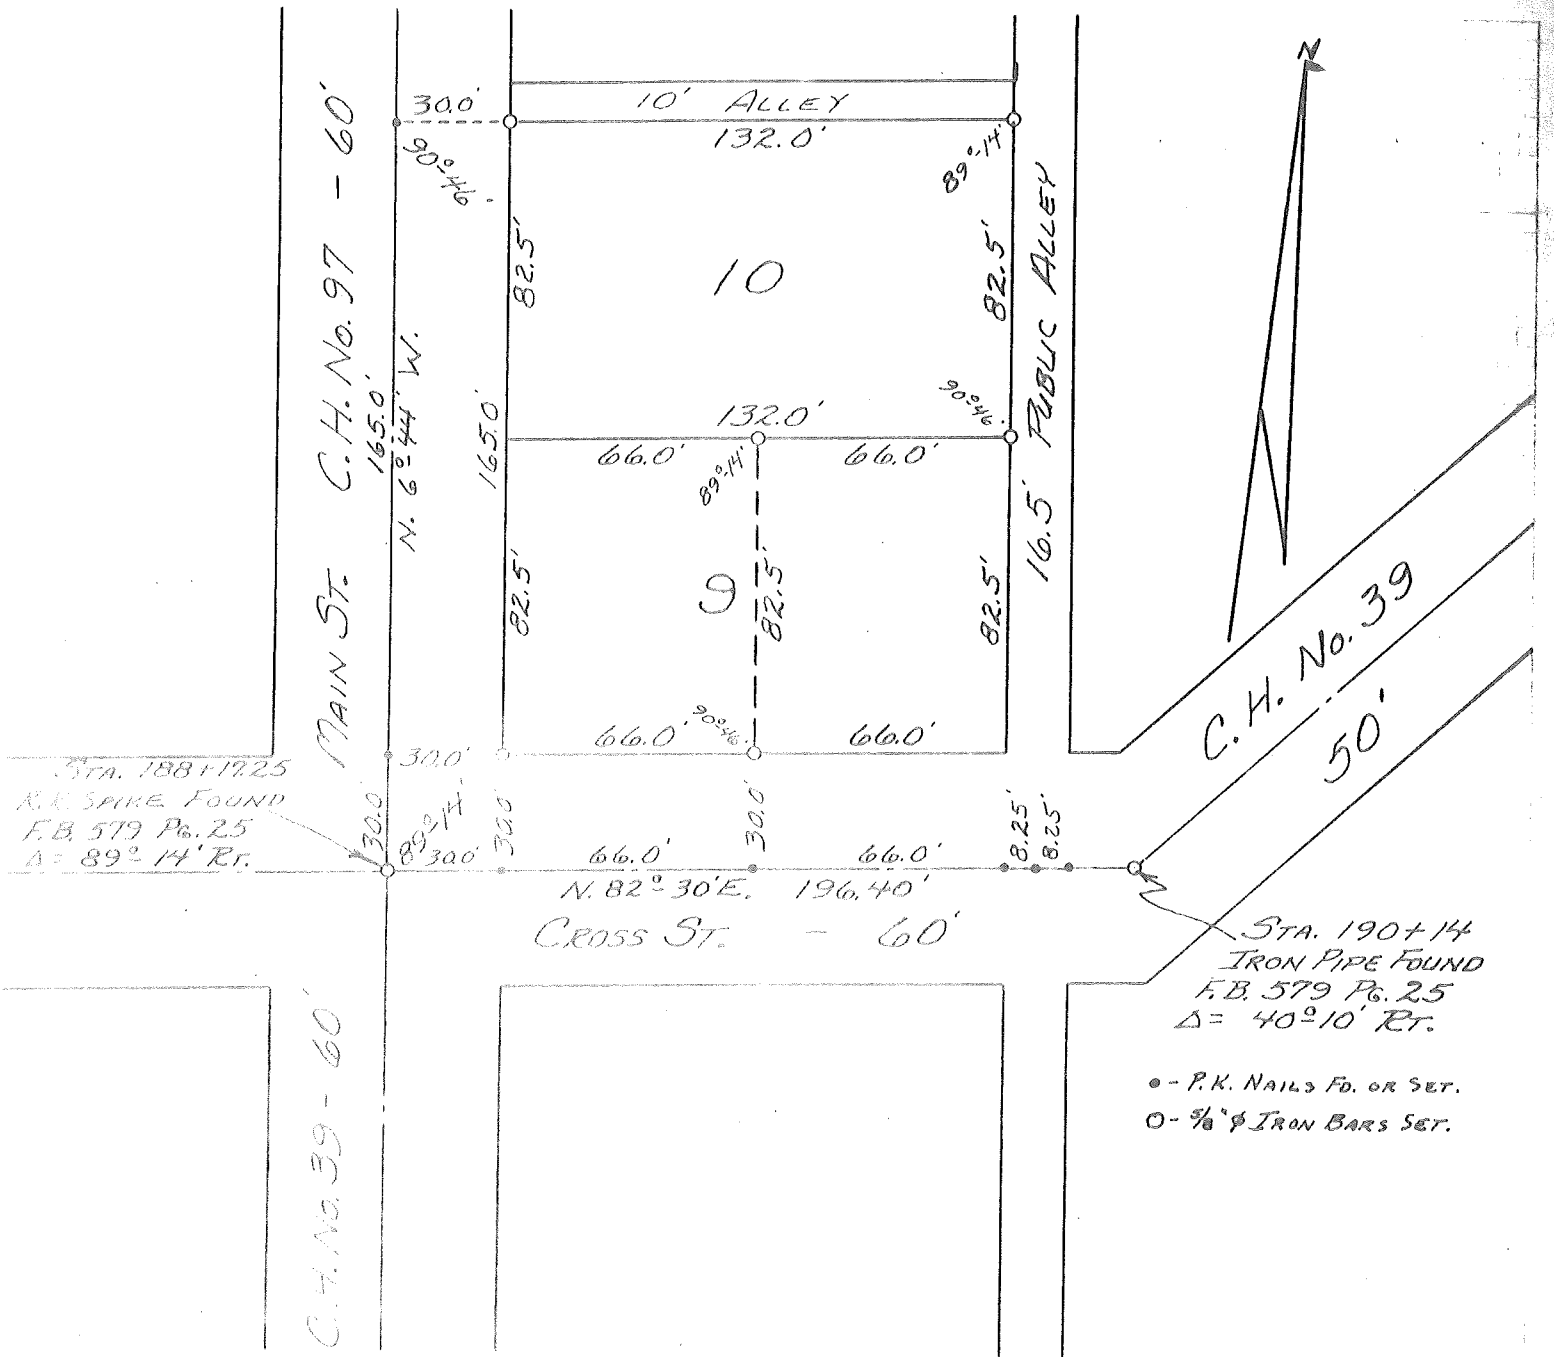 N
30.0'
10' ALLEY
132.0'
90°-46'
89°-14'
MAIN ST. C.H. No. 97 - 60'
165.0'
N. 6°-44' W.
82.5'
10
82.5'
16.5' PUBLIC ALLEY
165.0'
132.0'
90°-46'
66.0'
66.0'
89°-14'
82.5'
9
82.5'
82.5'
C.H. No. 39
50'
66.0'
90°-46'
66.0'
30.0'
STA. 188+17.25
R.R. SPIKE FOUND
F.B. 579 PG. 25
Δ = 89°-14' RT.
30.0'
89°-14'
30.0'
30.0'
30.0'
8.25'
8.25'
66.0'
66.0'
N. 82°-30' E. 196.40'
CROSS ST. - 60'
STA. 190+14
IRON PIPE FOUND
F.B. 579 PG. 25
Δ = 40°10' RT.
C.H. No. 39 - 60'
● - P.K. NAILS FD. OR SET.
O - 5/8"φ IRON BARS SET.